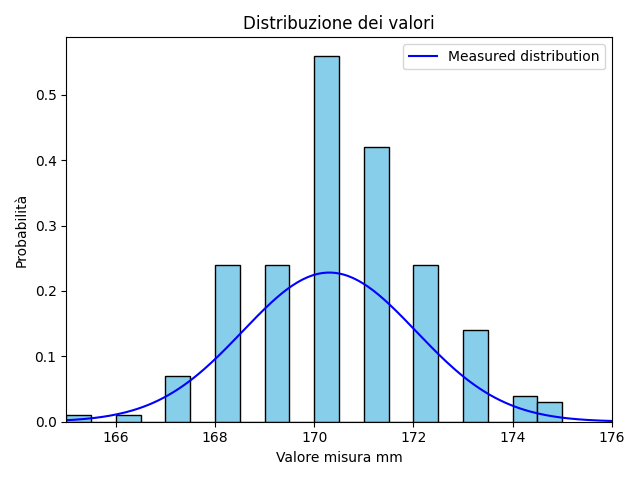 Distribuzione dei valori
Measured distribution
Probabilità
0.5
0.4
0.3
0.2
0.1
0.0
166 168 170 172 174 176
Valore misura mm